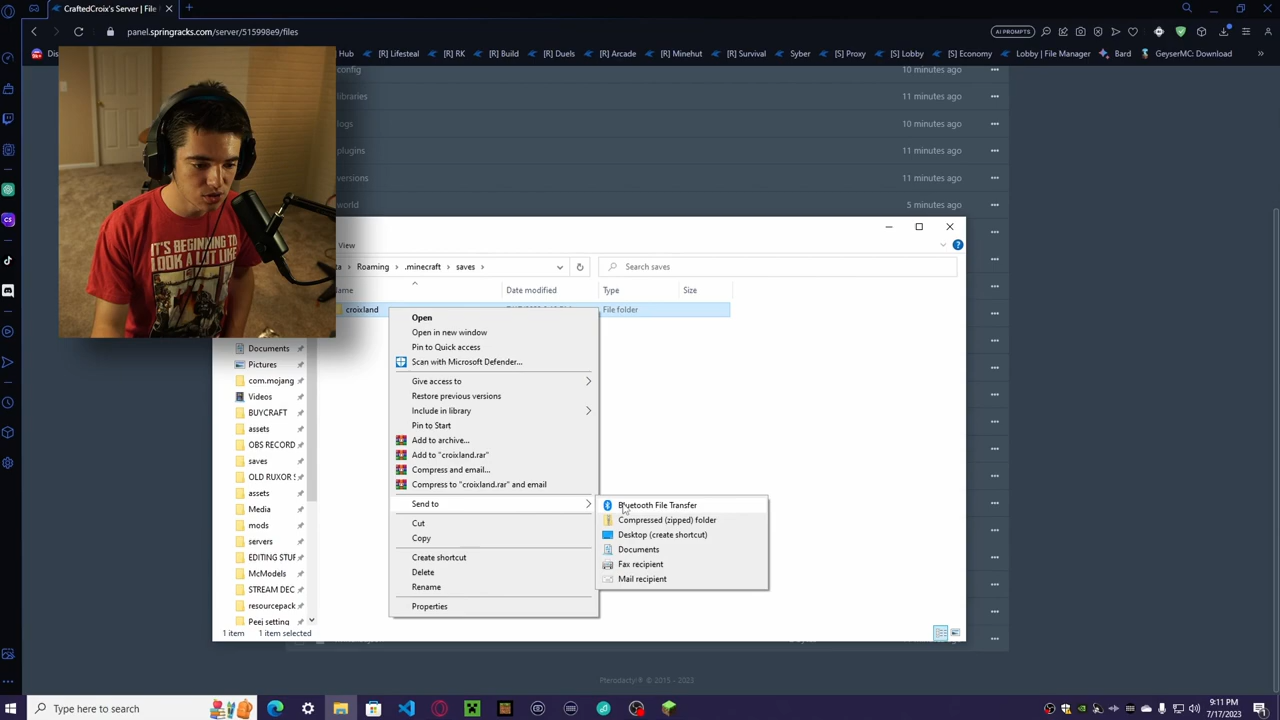 CraftedCroix's Server | File
panel.springracks.com/server/515998e9/files
AI PROMPTS
Dis
Hub
[R] Lifesteal
[R] RK
[R] Build
[R] Duels
[R] Arcade
[R] Minehut
[R] Survival
Syber
[S] Proxy
[S] Lobby
[S] Economy
Lobby | File Manager
Bard
GeyserMC Download
config
10 minutes ago
libraries
11 minutes ago
logs
10 minutes ago
plugins
11 minutes ago
versions
11 minutes ago
world
5 minutes ago
IT'S BEGINNING TO
LOOK A LUT LIKE
View
Roaming
.minecraft
saves
Search saves
Name
Date modified
Type
Size
croixland
File folder
Documents
Pictures
com.mojang
Videos
BUYCRAFT
assets
OBS RECORD
saves
OLD RUXOR S
assets
Media
mods
servers
EDITING STUF
McModels
STREAM DEC
resourcepack
Peej setting
Open
Open in new window
Pin to Quick access
Scan with Microsoft Defender...
Give access to
Restore previous versions
Include in library
Pin to Start
Add to archive...
Add to "croixland.rar"
Compress and email...
Compress to "croixland.rar" and email
Send to
Cut
Copy
Create shortcut
Delete
Rename
Properties
Bluetooth File Transfer
Compressed (zipped) folder
Desktop (create shortcut)
Documents
Fax recipient
Mail recipient
1 item
1 item selected
Pterodactyl® © 2015 - 2023
Type here to search
9:11 PM
7/17/2023